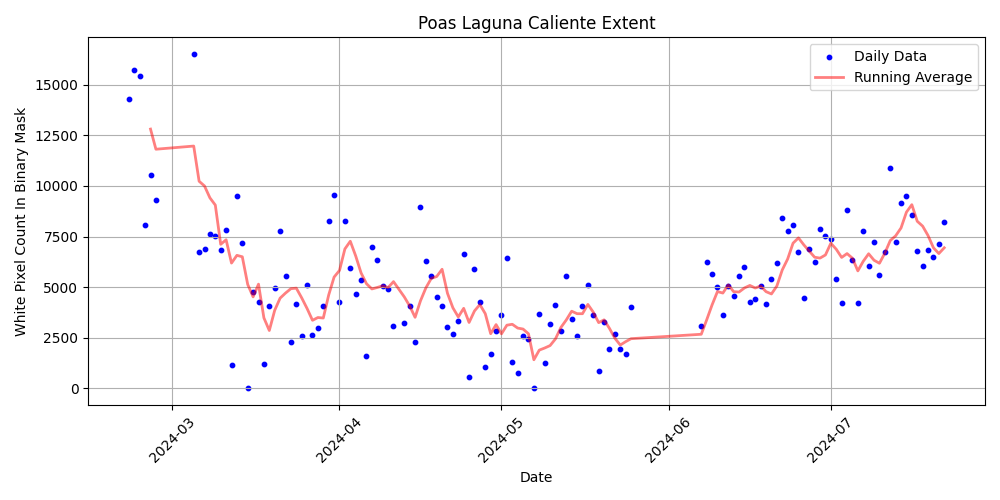 Poas Laguna Caliente Extent
Daily Data
Running Average
White Pixel Count In Binary Mask
15000
12500
10000
7500
5000
2500
0
2024-03
2024-04
2024-05
2024-06
2024-07
Date